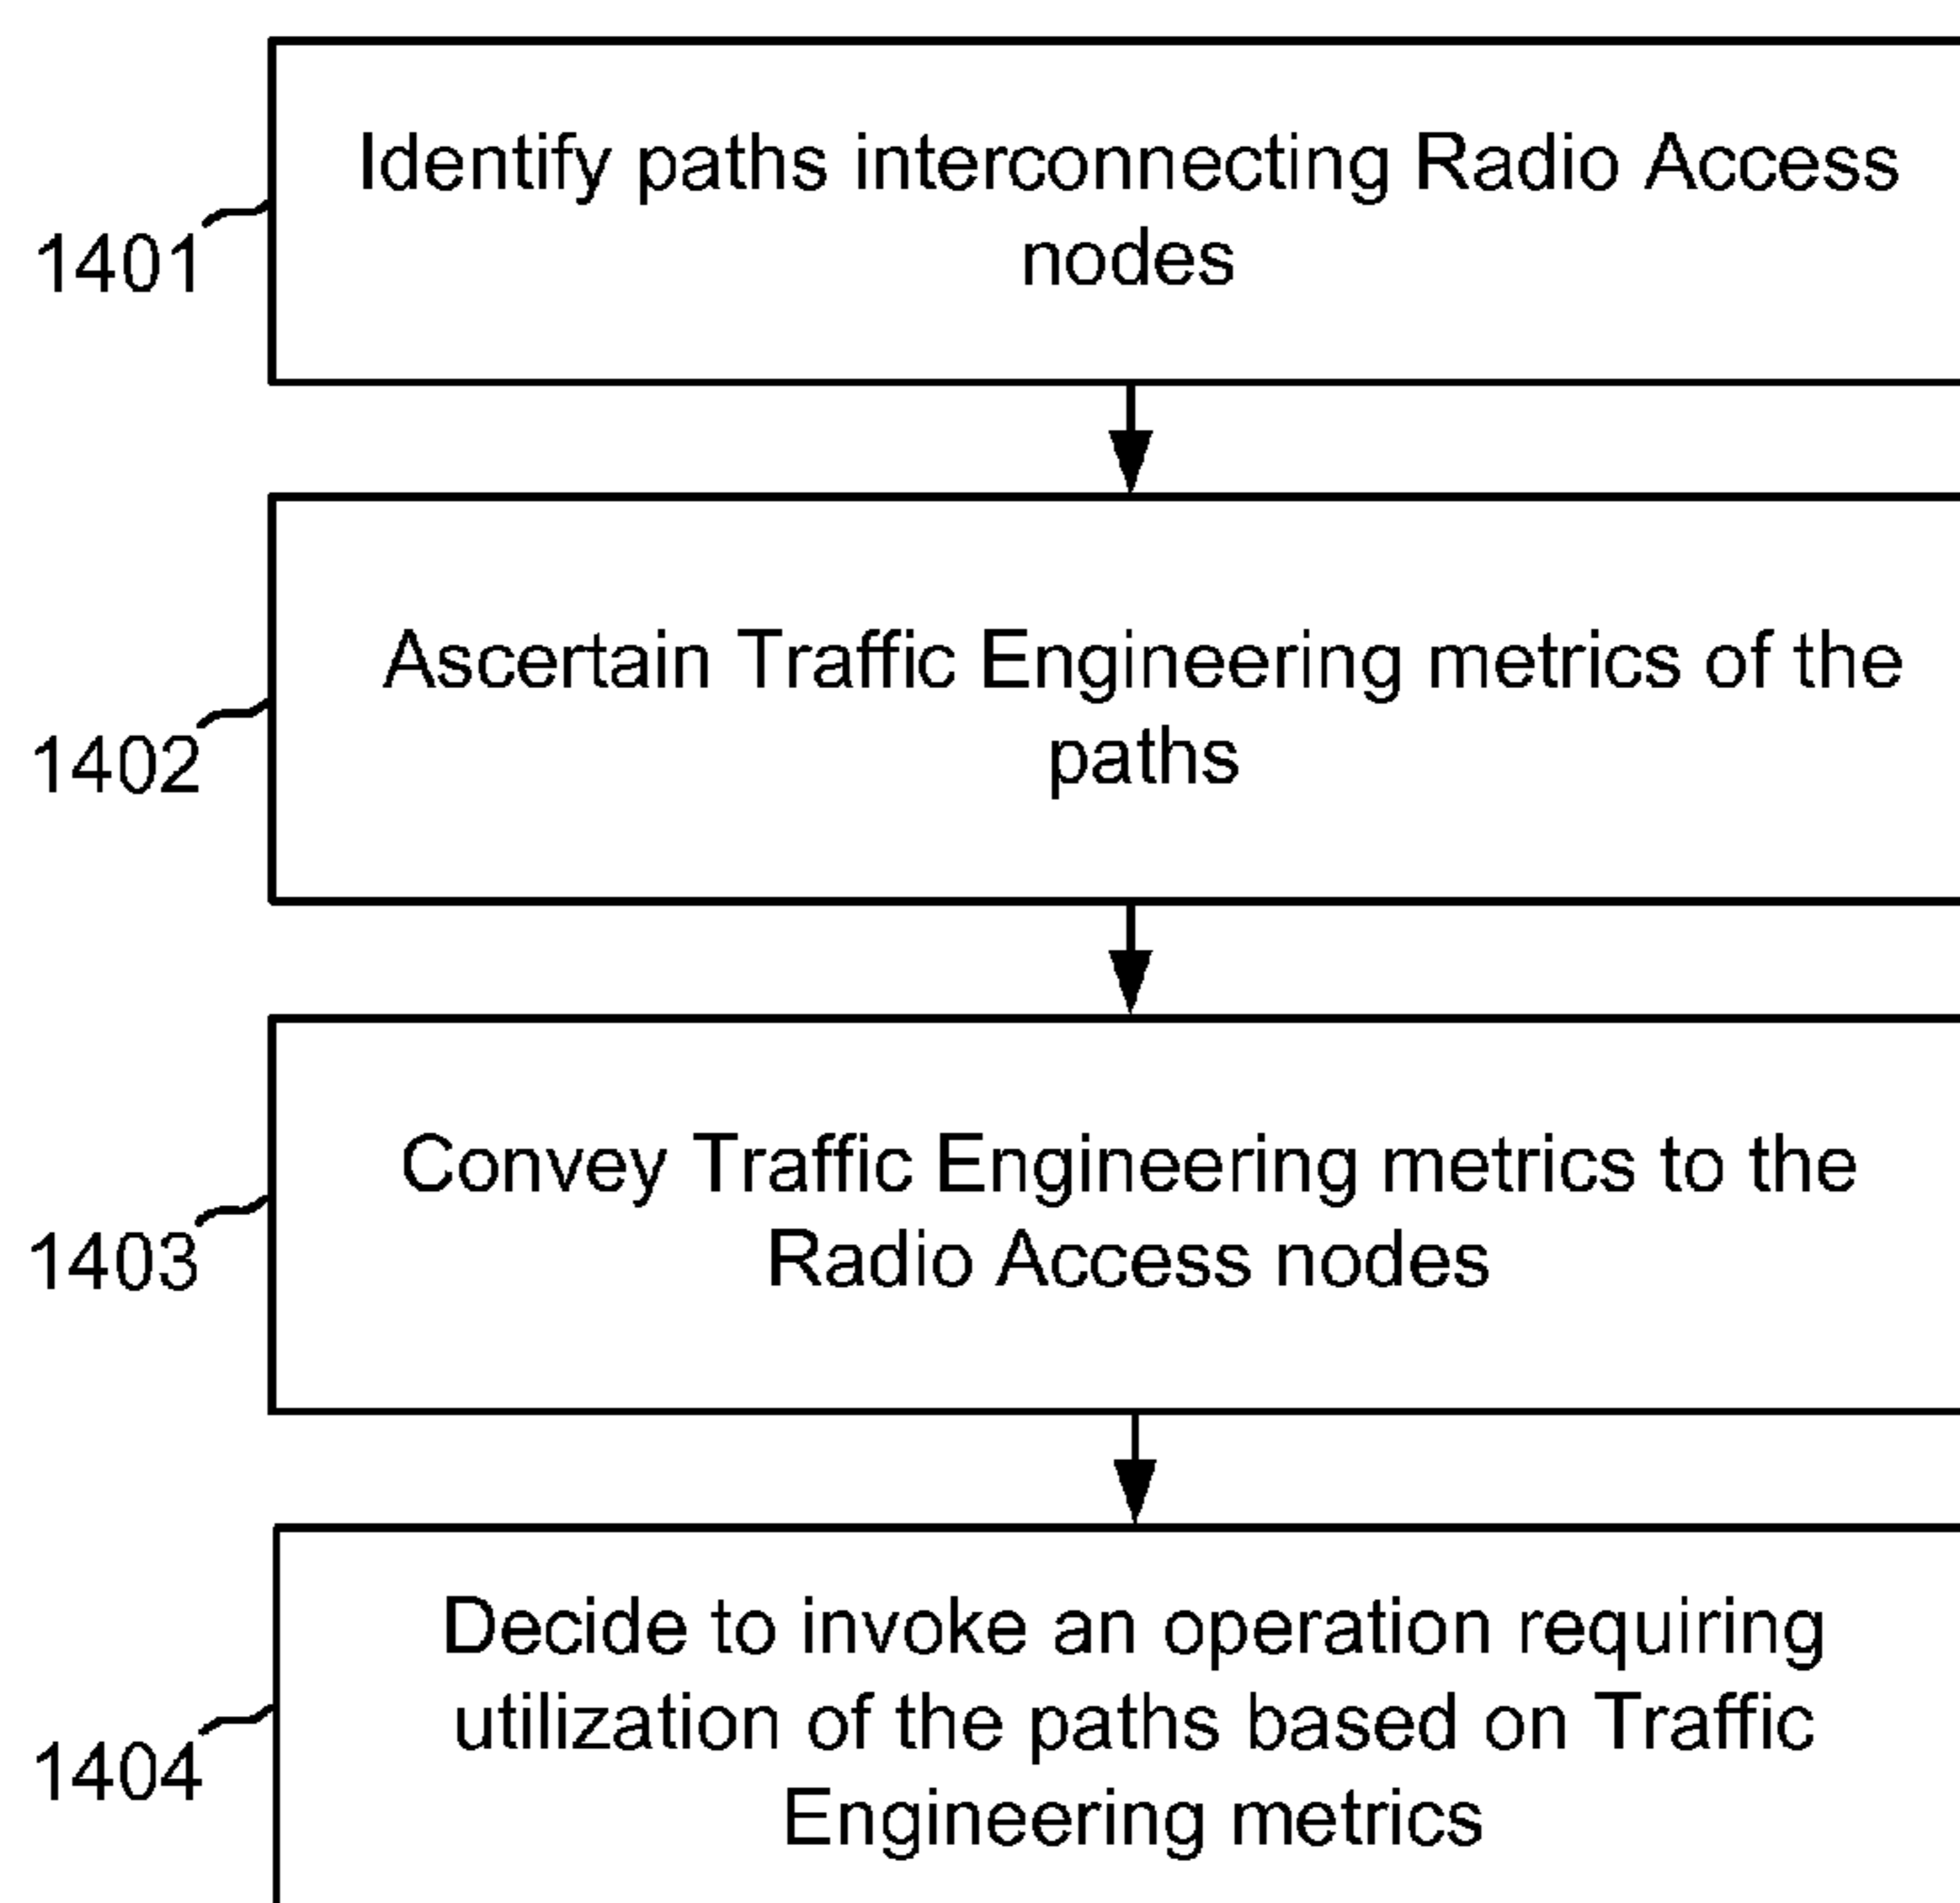 Identify paths interconnecting Radio Access
nodes
1401
Ascertain Traffic Engineering metrics of the
paths
1402
Convey Traffic Engineering metrics to the
Radio Access nodes
1403
Decide to invoke an operation requiring
utilization of the paths based on Traffic
Engineering metrics
1404